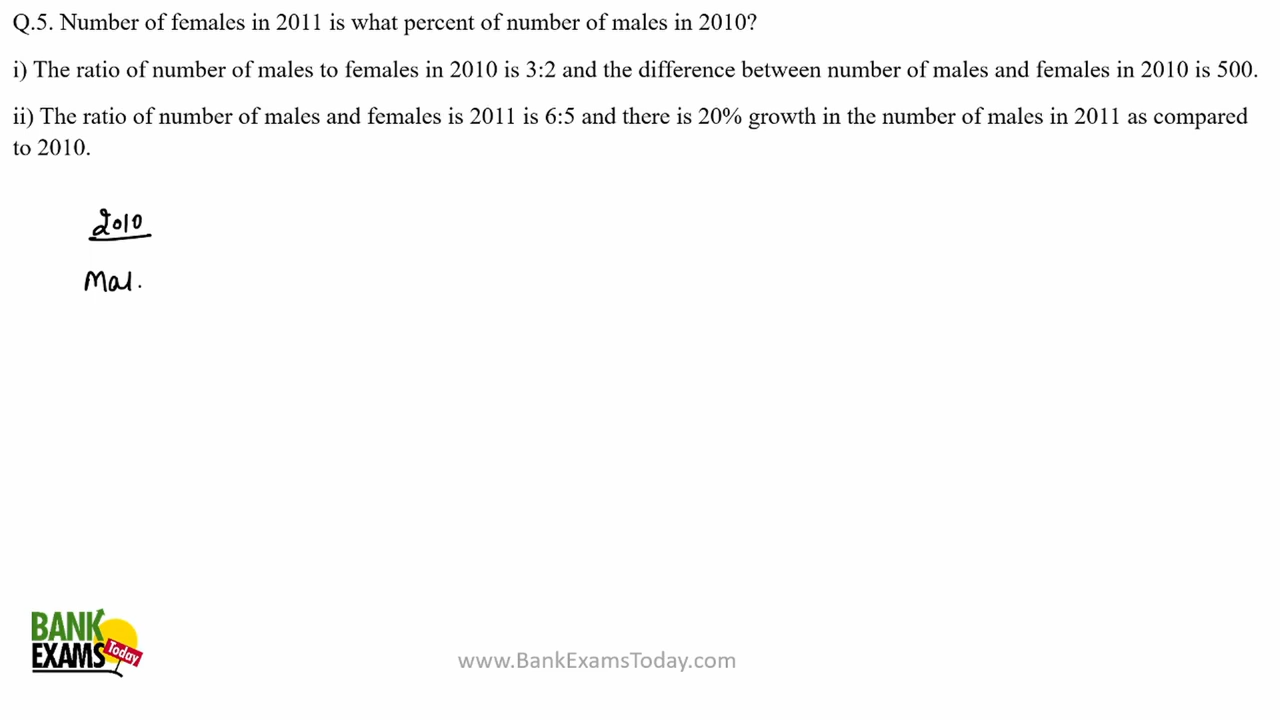 Q.5. Number of females in 2011 is what percent of number of males in 2010?
i) The ratio of number of males to females in 2010 is 3:2 and the difference between number of males and females in 2010 is 500.
ii) The ratio of number of males and females is 2011 is 6:5 and there is 20% growth in the number of males in 2011 as compared
to 2010.
2010
Mal.
BANK
EXAMS
Today
www.BankExamsToday.com